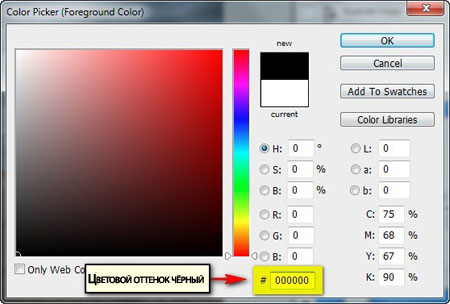 Color Picker (Foreground Color)
new
current
OK
Cancel
Add To Swatches
Color Libraries
H: 0 °
S: 0 %
B: 0 %
R: 0
G: 0
B: 0
L: 0
a: 0
b: 0
C: 75 %
M: 68 %
Y: 67 %
K: 90 %
Only Web Co
Цветовой оттенок чёрный
# 000000